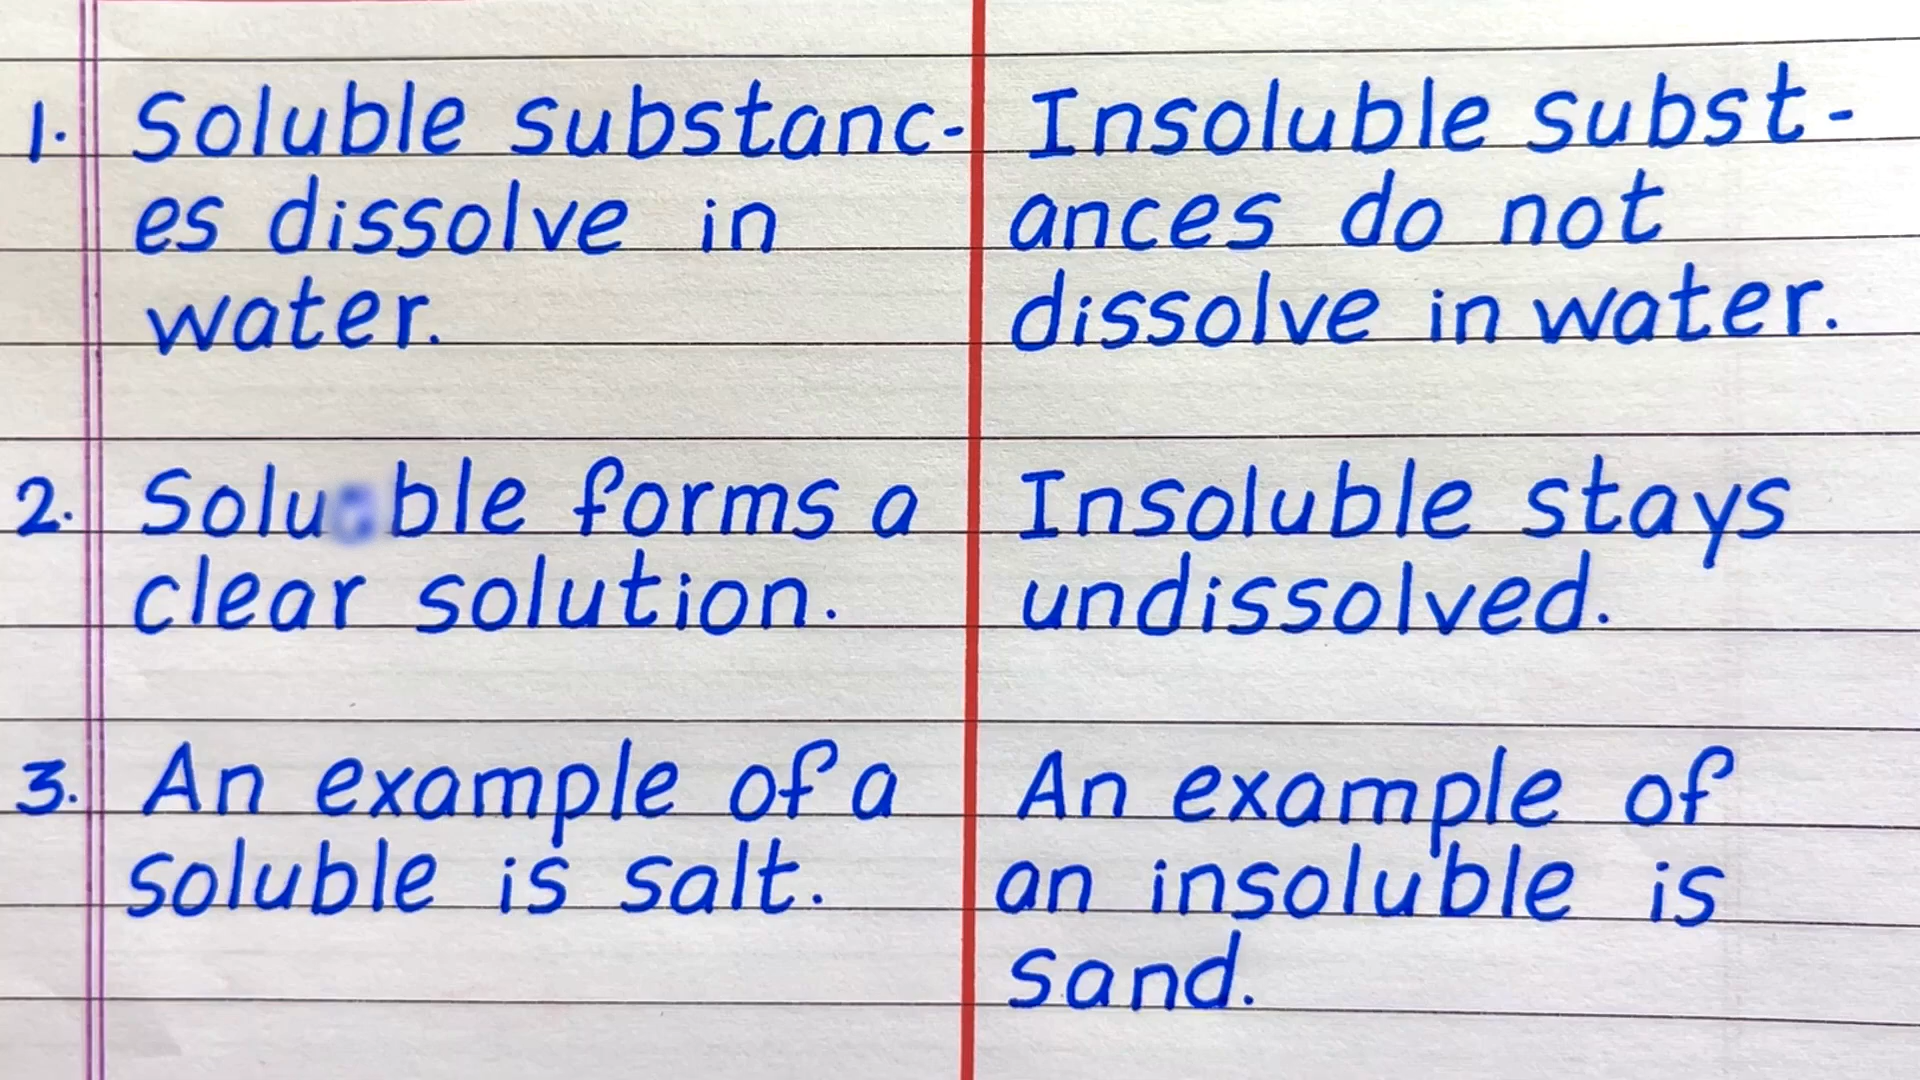 1. Soluble substanc-
es dissolve in
water.
Insoluble subst-
ances do not
dissolve in water.
2. Soluble forms a
clear solution.
Insoluble stays
undissolved.
3. An example of a
soluble is salt.
An example of
an insoluble is
sand.